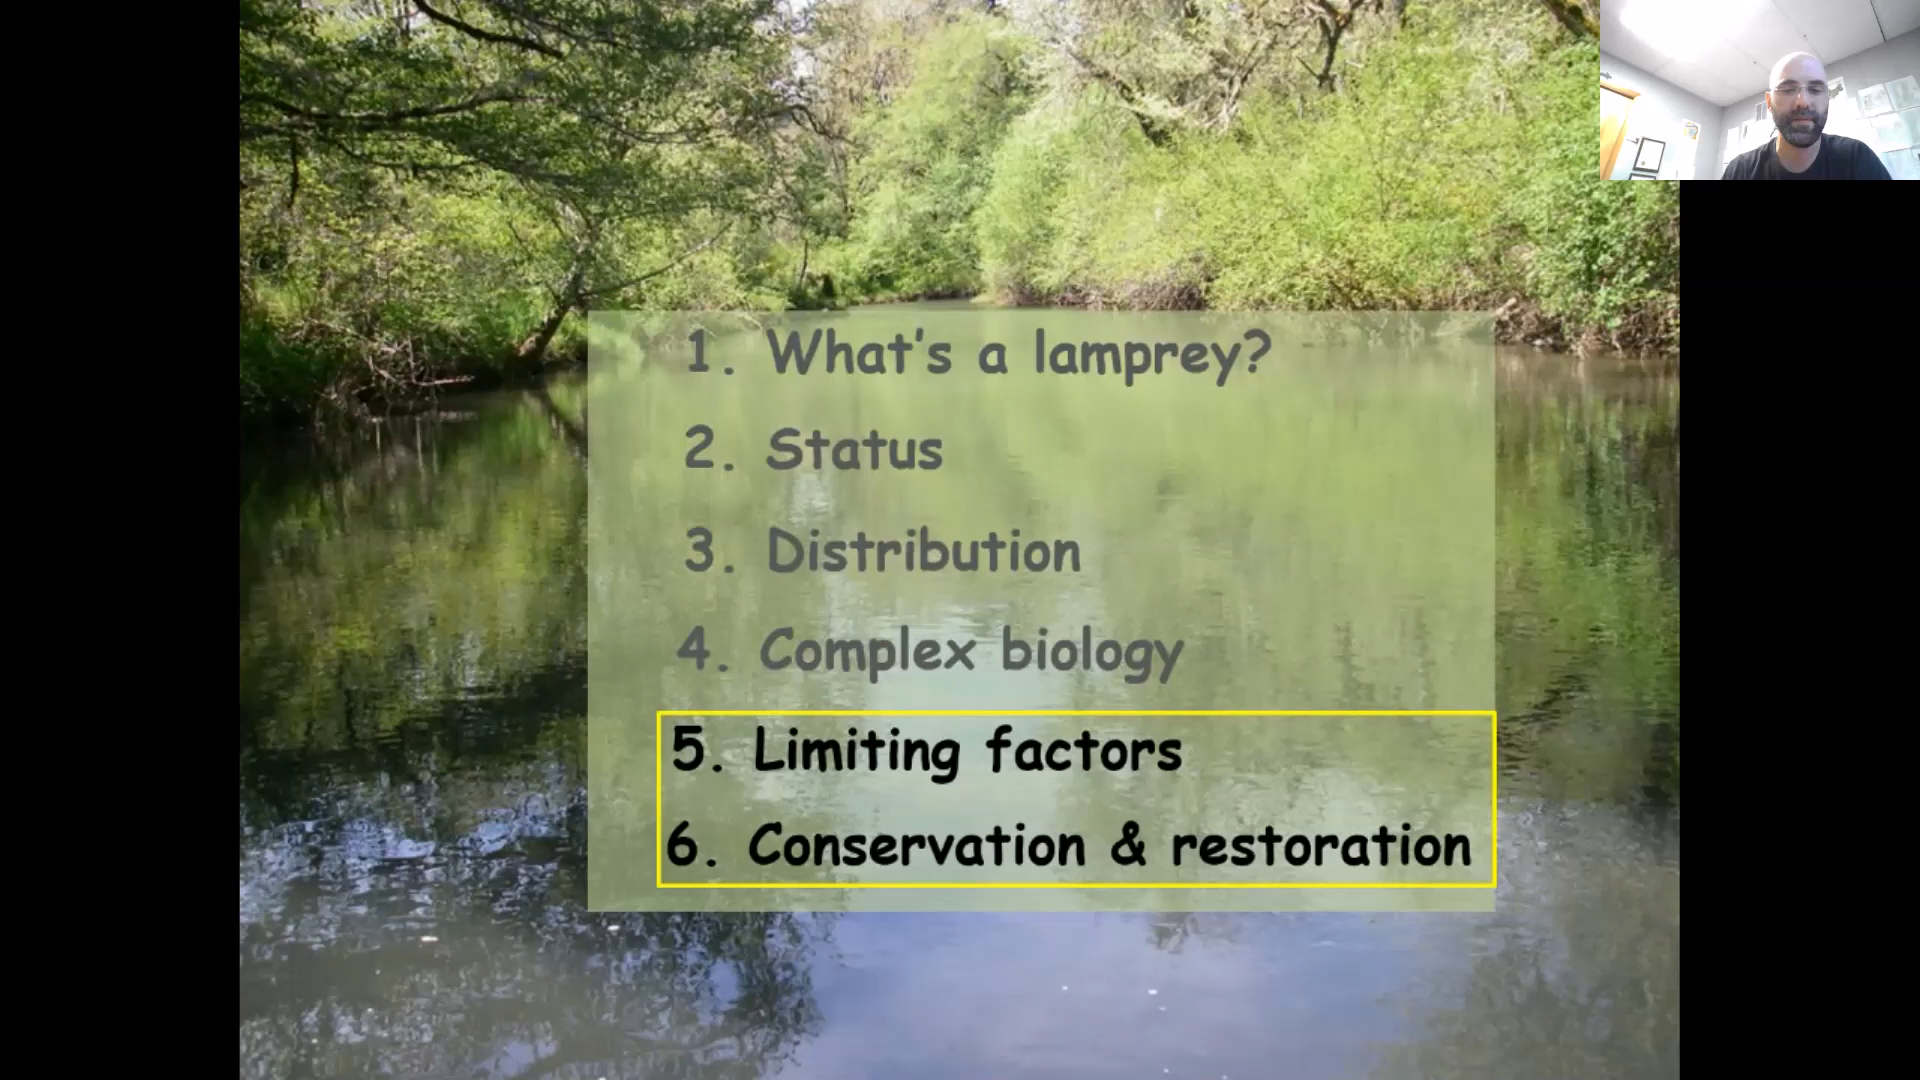 1. What's a lamprey?
2. Status
3. Distribution
4. Complex biology
5. Limiting factors
6. Conservation & restoration